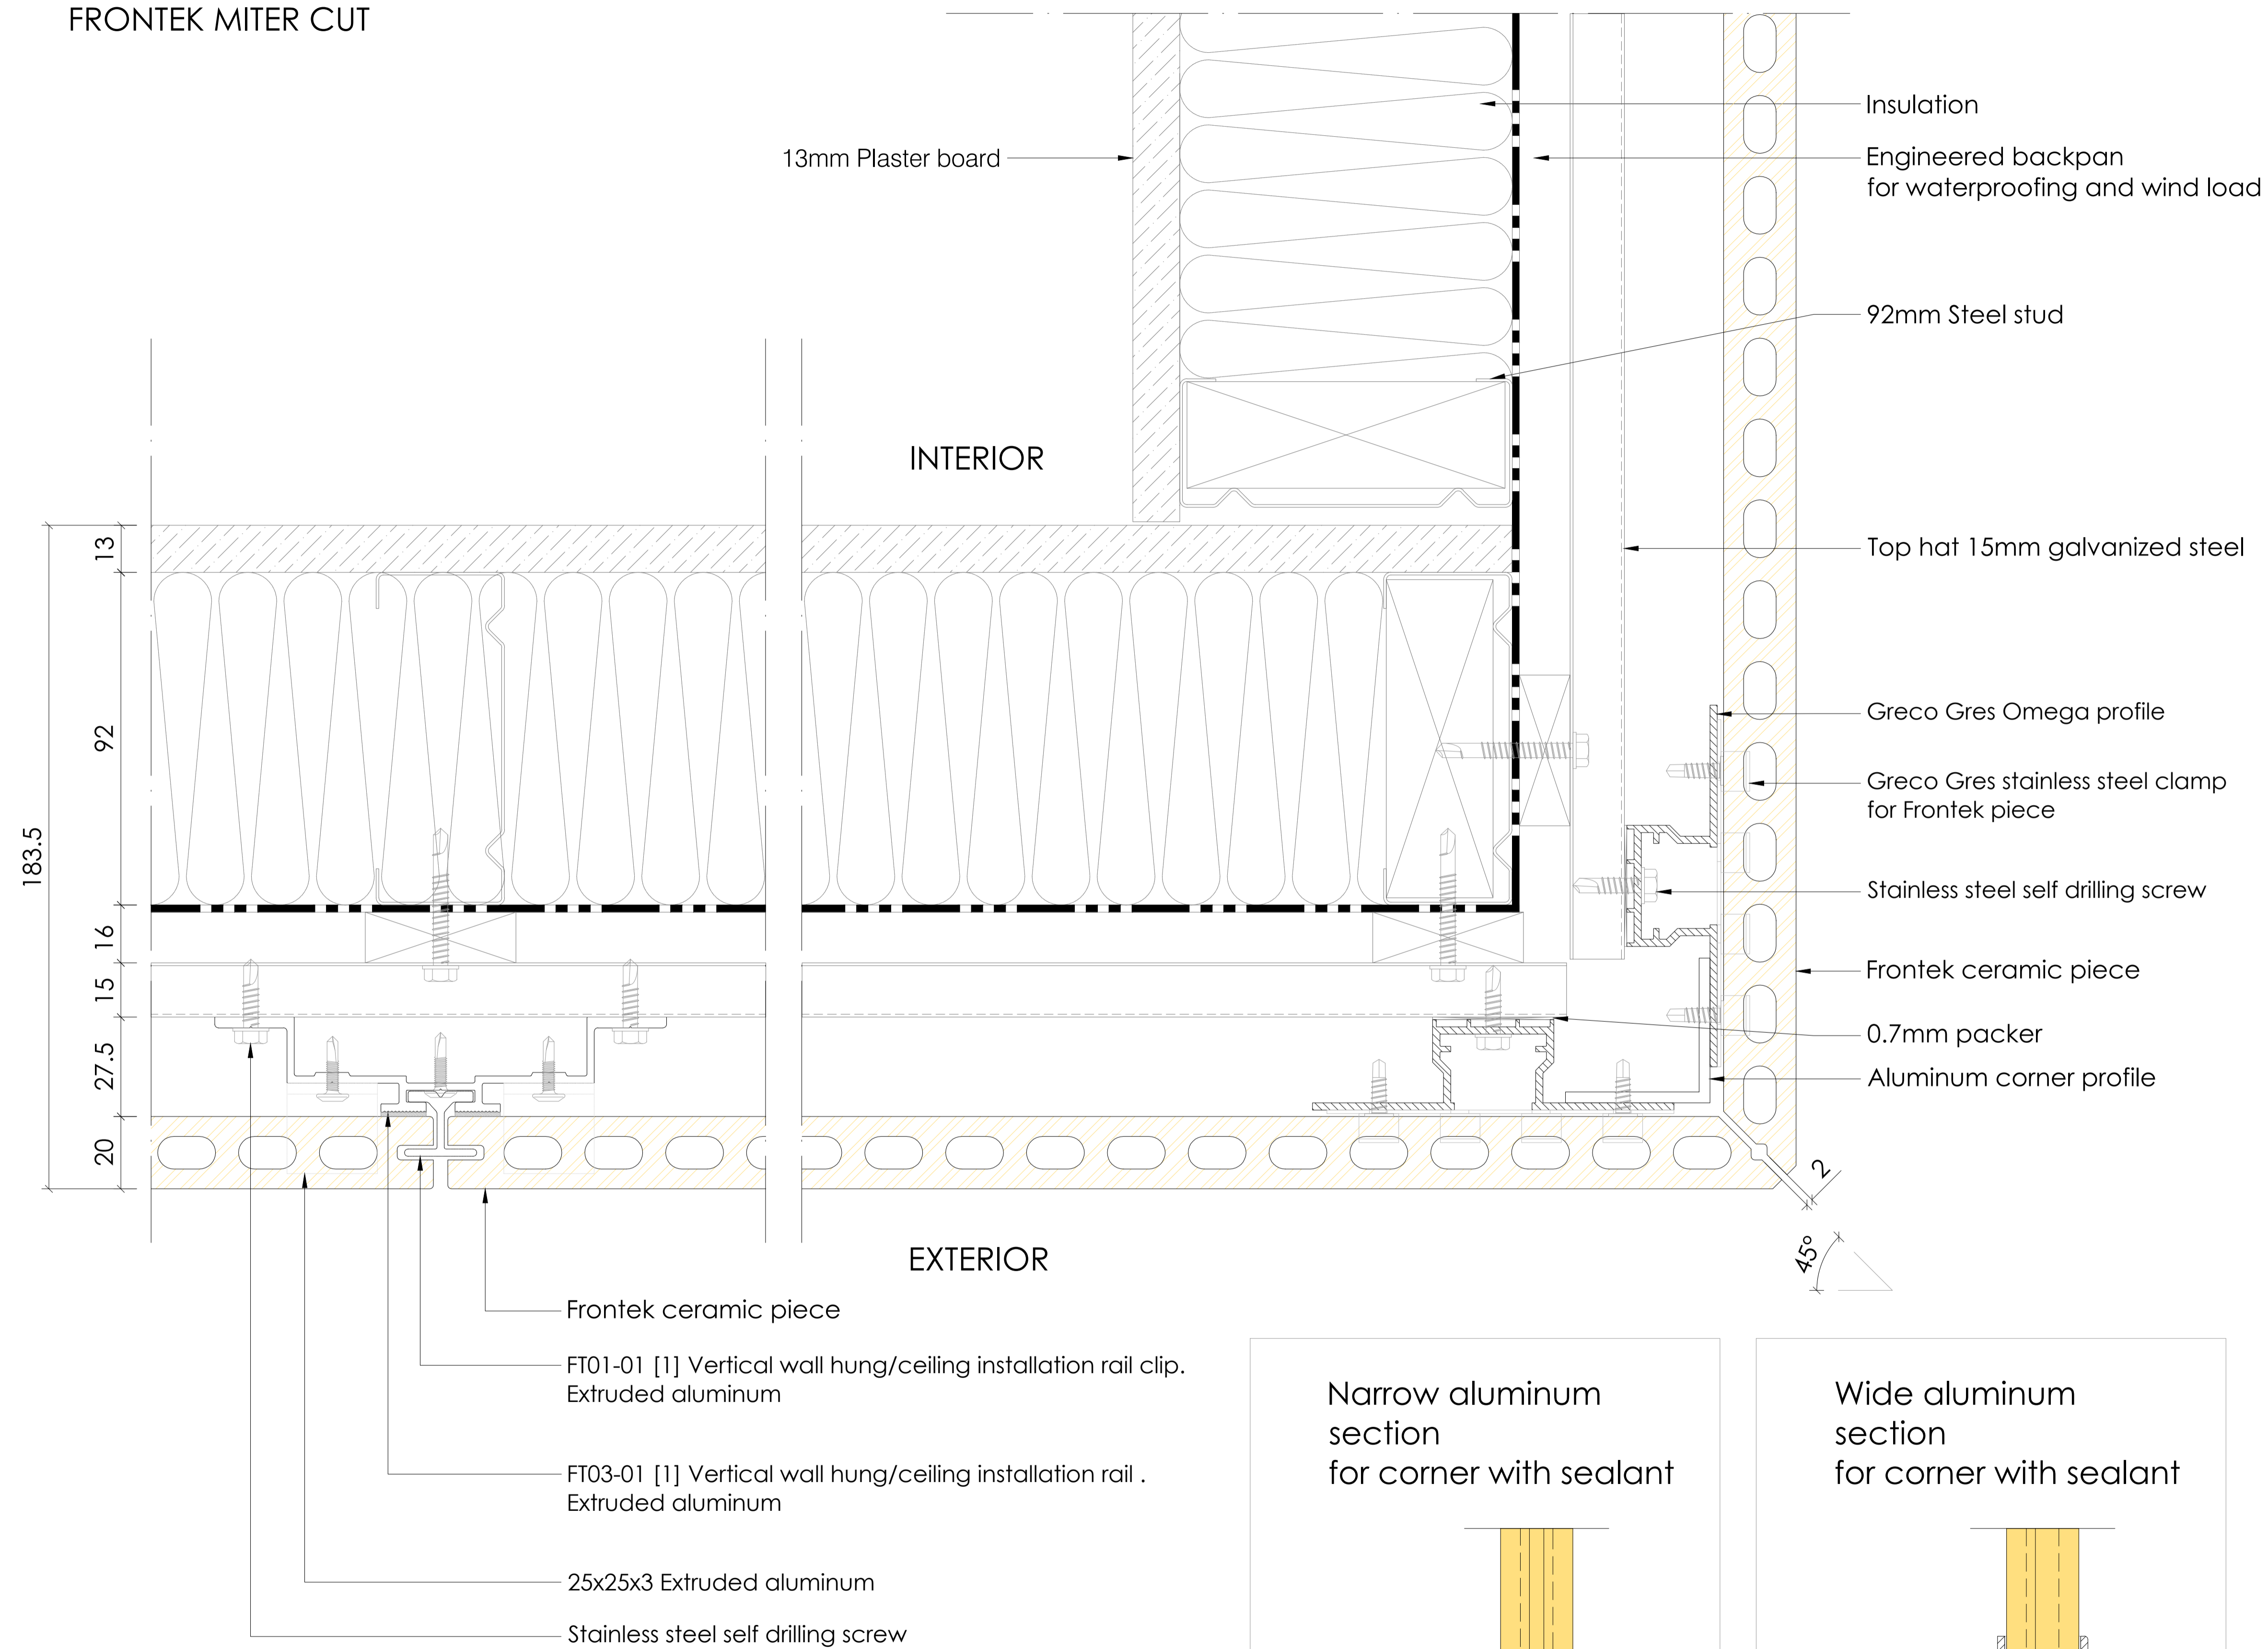 FRONTEK MITER CUT
Insulation
13mm Plaster board
Engineered backpan
for waterproofing and wind load
92mm Steel stud
INTERIOR
Top hat 15mm galvanized steel
13
92
183.5
16
15
27.5
20
Greco Gres Omega profile
Greco Gres stainless steel clamp
for Frontek piece
Stainless steel self drilling screw
Frontek ceramic piece
0.7mm packer
Aluminum corner profile
2
45°
EXTERIOR
Frontek ceramic piece
FT01-01 [1] Vertical wall hung/ceiling installation rail clip.
Extruded aluminum
FT03-01 [1] Vertical wall hung/ceiling installation rail .
Extruded aluminum
25x25x3 Extruded aluminum
Stainless steel self drilling screw
Narrow aluminum
section
for corner with sealant
Wide aluminum
section
for corner with sealant